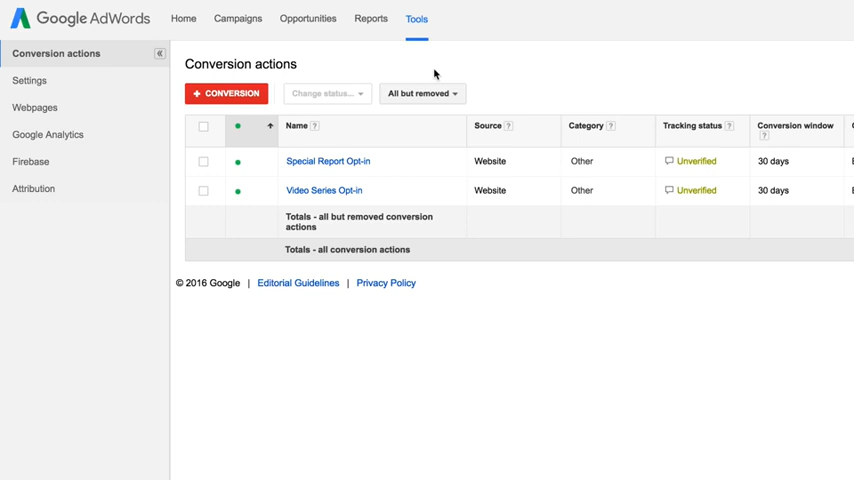 Google AdWords Home Campaigns Opportunities Reports Tools
Conversion actions «
Settings
Webpages
Google Analytics
Firebase
Attribution
Conversion actions
+ CONVERSION Change status... All but removed
Name ? Source ? Category ? Tracking status ? Conversion window ?
Special Report Opt-in Website Other Unverified 30 days
Video Series Opt-in Website Other Unverified 30 days
Totals - all but removed conversion
actions
Totals - all conversion actions
© 2016 Google | Editorial Guidelines | Privacy Policy